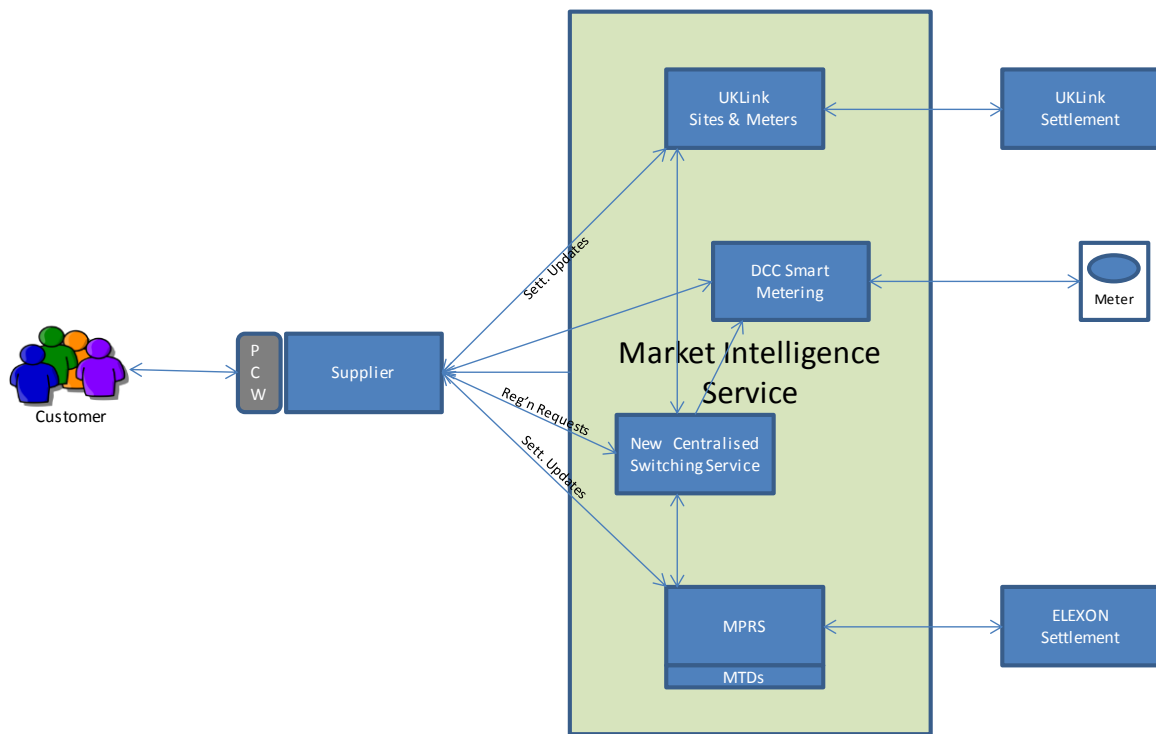 UKLink
Sites & Meters
UKLink
Settlement
Sett. Updates
DCC Smart
Metering
Meter
Market Intelligence
Service
P
C
W
Supplier
Customer
Reg'n Requests
New Centralised
Switching Service
Sett. Updates
MPRS
MTDs
ELEXON
Settlement